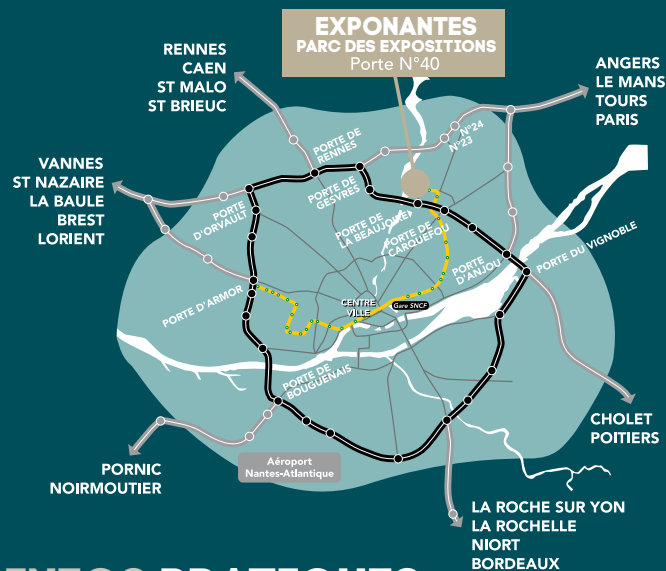 EXPONANTES
PARC DES EXPOSITIONS
Porte N°40
RENNES
CAEN
ST MALO
ST BRIEUC
ANGERS
LE MANS
TOURS
PARIS
N°24
N°23
PORTE DE
RENNES
PORTE DE
GESVRES
VANNES
ST NAZAIRE
LA BAULE
BREST
LORIENT
PORTE
D'ORVAULT
PORTE DE
LA BEAUJOIRE
PORTE DE
CARQUEFOU
PORTE
D'ANJOU
PORTE DU VIGNOBLE
PORTE D'ARMOR
CENTRE
VILLE
Gare SNCF
PORTE DE
BOUGUENAIS
CHOLET
POITIERS
PORNIC
NOIRMOUTIER
Aéroport
Nantes-Atlantique
LA ROCHE SUR YON
LA ROCHELLE
NIORT
BORDEAUX